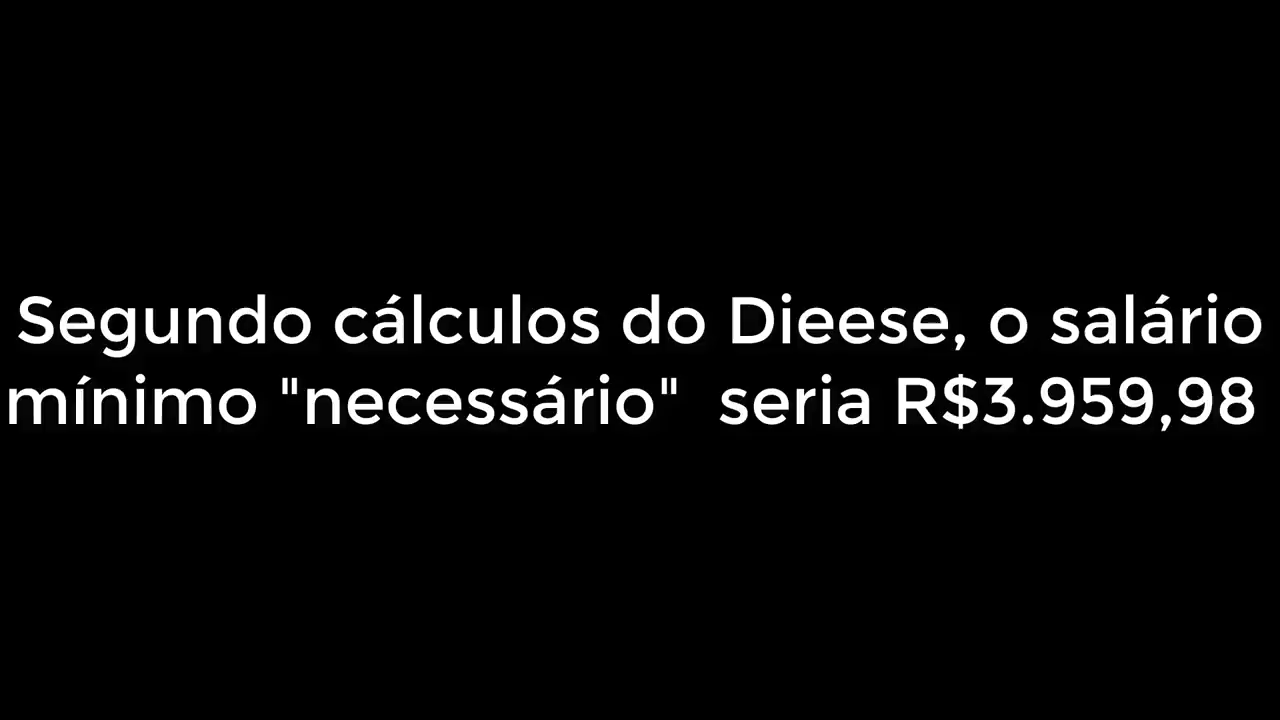 Segundo cálculos do Dieese, o salário
mínimo "necessário"  seria R$3.959,98